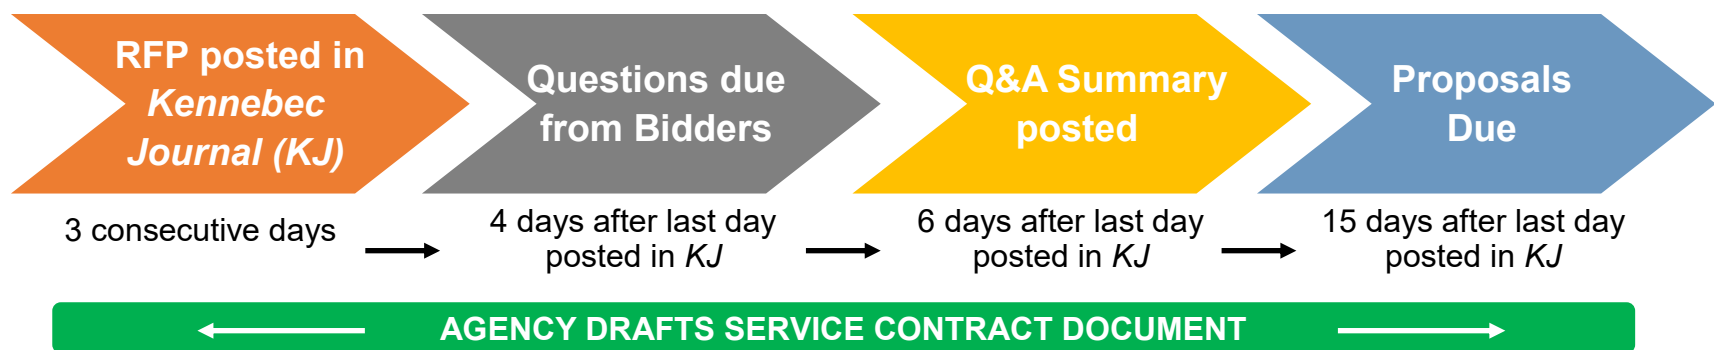 RFP posted in
Kennebec
Journal (KJ)
Questions due
from Bidders
Q&A Summary
posted
Proposals
Due
3 consecutive days
4 days after last day
posted in KJ
6 days after last day
posted in KJ
15 days after last day
posted in KJ
AGENCY DRAFTS SERVICE CONTRACT DOCUMENT